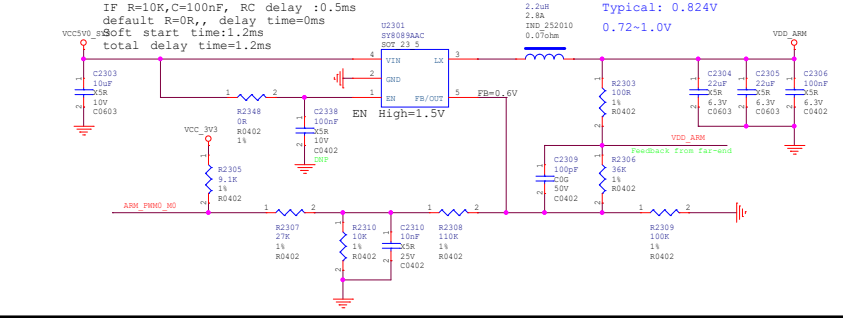 IF R=10K,C=100nF, RC delay :0.5ms
default R=0R,, delay time=0ms
Soft start time:1.2ms
total delay time=1.2ms
VCC5V0_SYS
U2301
SY8089AAC
SOT_23_5
2.2uH
2.8A
IND_252010
0.07ohm
Typical: 0.824V
0.72~1.0V
VDD_ARM
4 VIN LX 3
2 GND
1 EN FB/OUT 5
FB=0.6V
EN High=1.5V
C2303
10uF
X5R
10V
C0603
R2348
0R
R0402
1%
C2338
100nF
X5R
10V
C0402
DNP
R2303
100R
1%
R0402
C2304
22uF
X5R
6.3V
C0603
C2305
22uF
X5R
6.3V
C0603
C2306
100nF
X5R
6.3V
C0402
VDD_ARM
Feedback from far-end
VCC_3V3
R2305
9.1K
1%
R0402
C2309
100pF
C0G
50V
C0402
R2306
36K
1%
R0402
ARM_PWM0_M0
R2307
27K
1%
R0402
R2310
10K
1%
R0402
C2310
10nF
X5R
25V
C0402
R2308
110K
1%
R0402
R2309
100K
1%
R0402